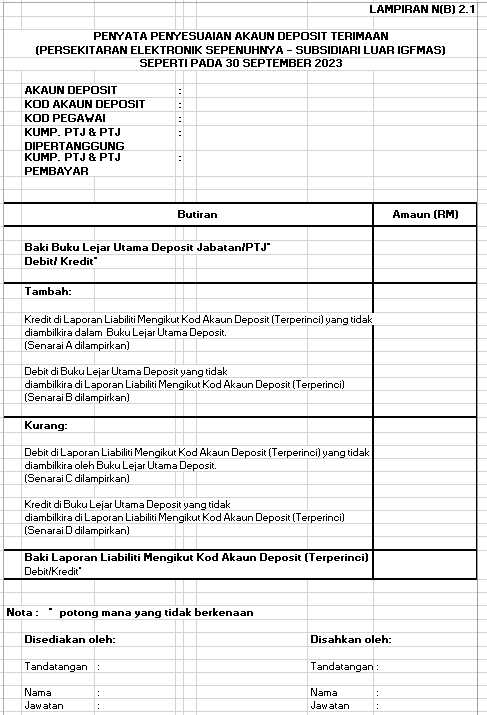 LAMPIRAN N(B) 2.1
PENYATA PENYESUAIAN AKAUN DEPOSIT TERIMAAN
(PERSEKITARAN ELEKTRONIK SEPENUHNYA - SUBSIDIARI LUAR IGFMAS)
SEPERTI PADA 30 SEPTEMBER 2023
AKAUN DEPOSIT :
KOD AKAUN DEPOSIT :
KOD PEGAWAI :
KUMP. PTJ & PTJ :
DIPERTANGGUNG
KUMP. PTJ & PTJ :
PEMBAYAR
Butiran Amaun (RM)
Baki Buku Lejar Utama Deposit Jabatan/PTJ*
Debit/ Kredit*
Tambah:
Kredit di Laporan Liabiliti Mengikut Kod Akaun Deposit (Terperinci) yang tidak
diambilkira dalam Buku Lejar Utama Deposit.
(Senarai A dilampirkan)
Debit di Buku Lejar Utama Deposit yang tidak
diambilkira di Laporan Liabiliti Mengikut Kod Akaun Deposit (Terperinci)
(Senarai B dilampirkan)
Kurang:
Debit di Laporan Liabiliti Mengikut Kod Akaun Deposit (Terperinci) yang tidak
diambilkira oleh Buku Lejar Utama Deposit.
(Senarai C dilampirkan)
Kredit di Buku Lejar Utama Deposit yang tidak
diambilkira di Laporan Liabiliti Mengikut Kod Akaun Deposit (Terperinci)
(Senarai D dilampirkan)
Baki Laporan Liabiliti Mengikut Kod Akaun Deposit (Terperinci)
Debit/Kredit*
Nota : * potong mana yang tidak berkenaan
Disediakan oleh: Disahkan oleh:
Tandatangan : Tandatangan :
Nama : Nama :
Jawatan : Jawatan :